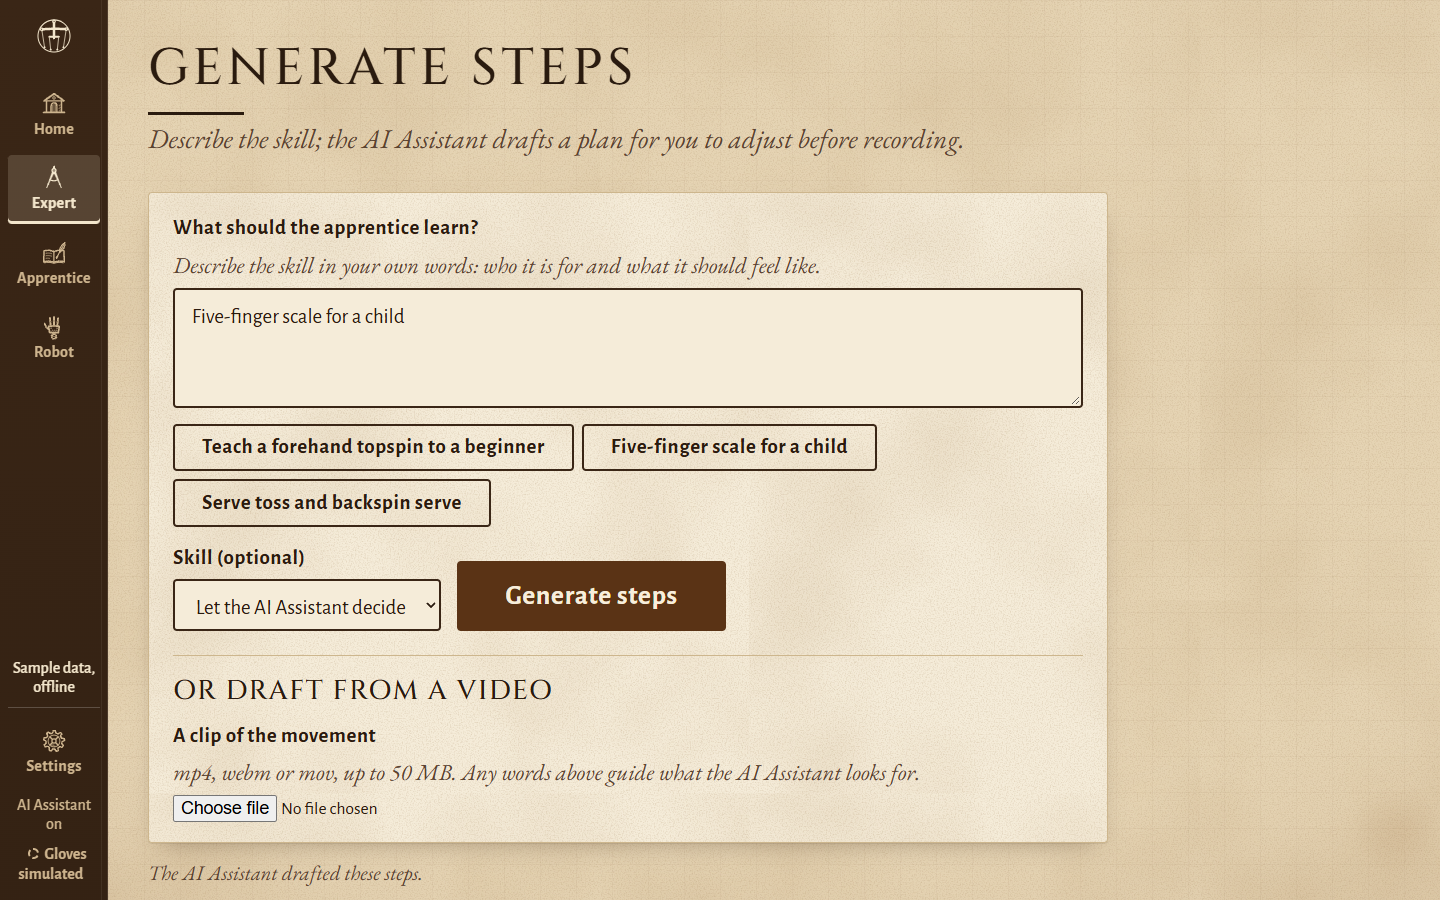 GENERATE STEPS
Describe the skill; the AI Assistant drafts a plan for you to adjust before recording.
Home
Expert
Apprentice
Robot
Sample data,
offline
Settings
AI Assistant
on
Gloves
simulated
What should the apprentice learn?
Describe the skill in your own words: who it is for and what it should feel like.
Five-finger scale for a child
Teach a forehand topspin to a beginner
Five-finger scale for a child
Serve toss and backspin serve
Skill (optional)
Let the AI Assistant decide
Generate steps
OR DRAFT FROM A VIDEO
A clip of the movement
mp4, webm or mov, up to 50 MB. Any words above guide what the AI Assistant looks for.
Choose file No file chosen
The AI Assistant drafted these steps.